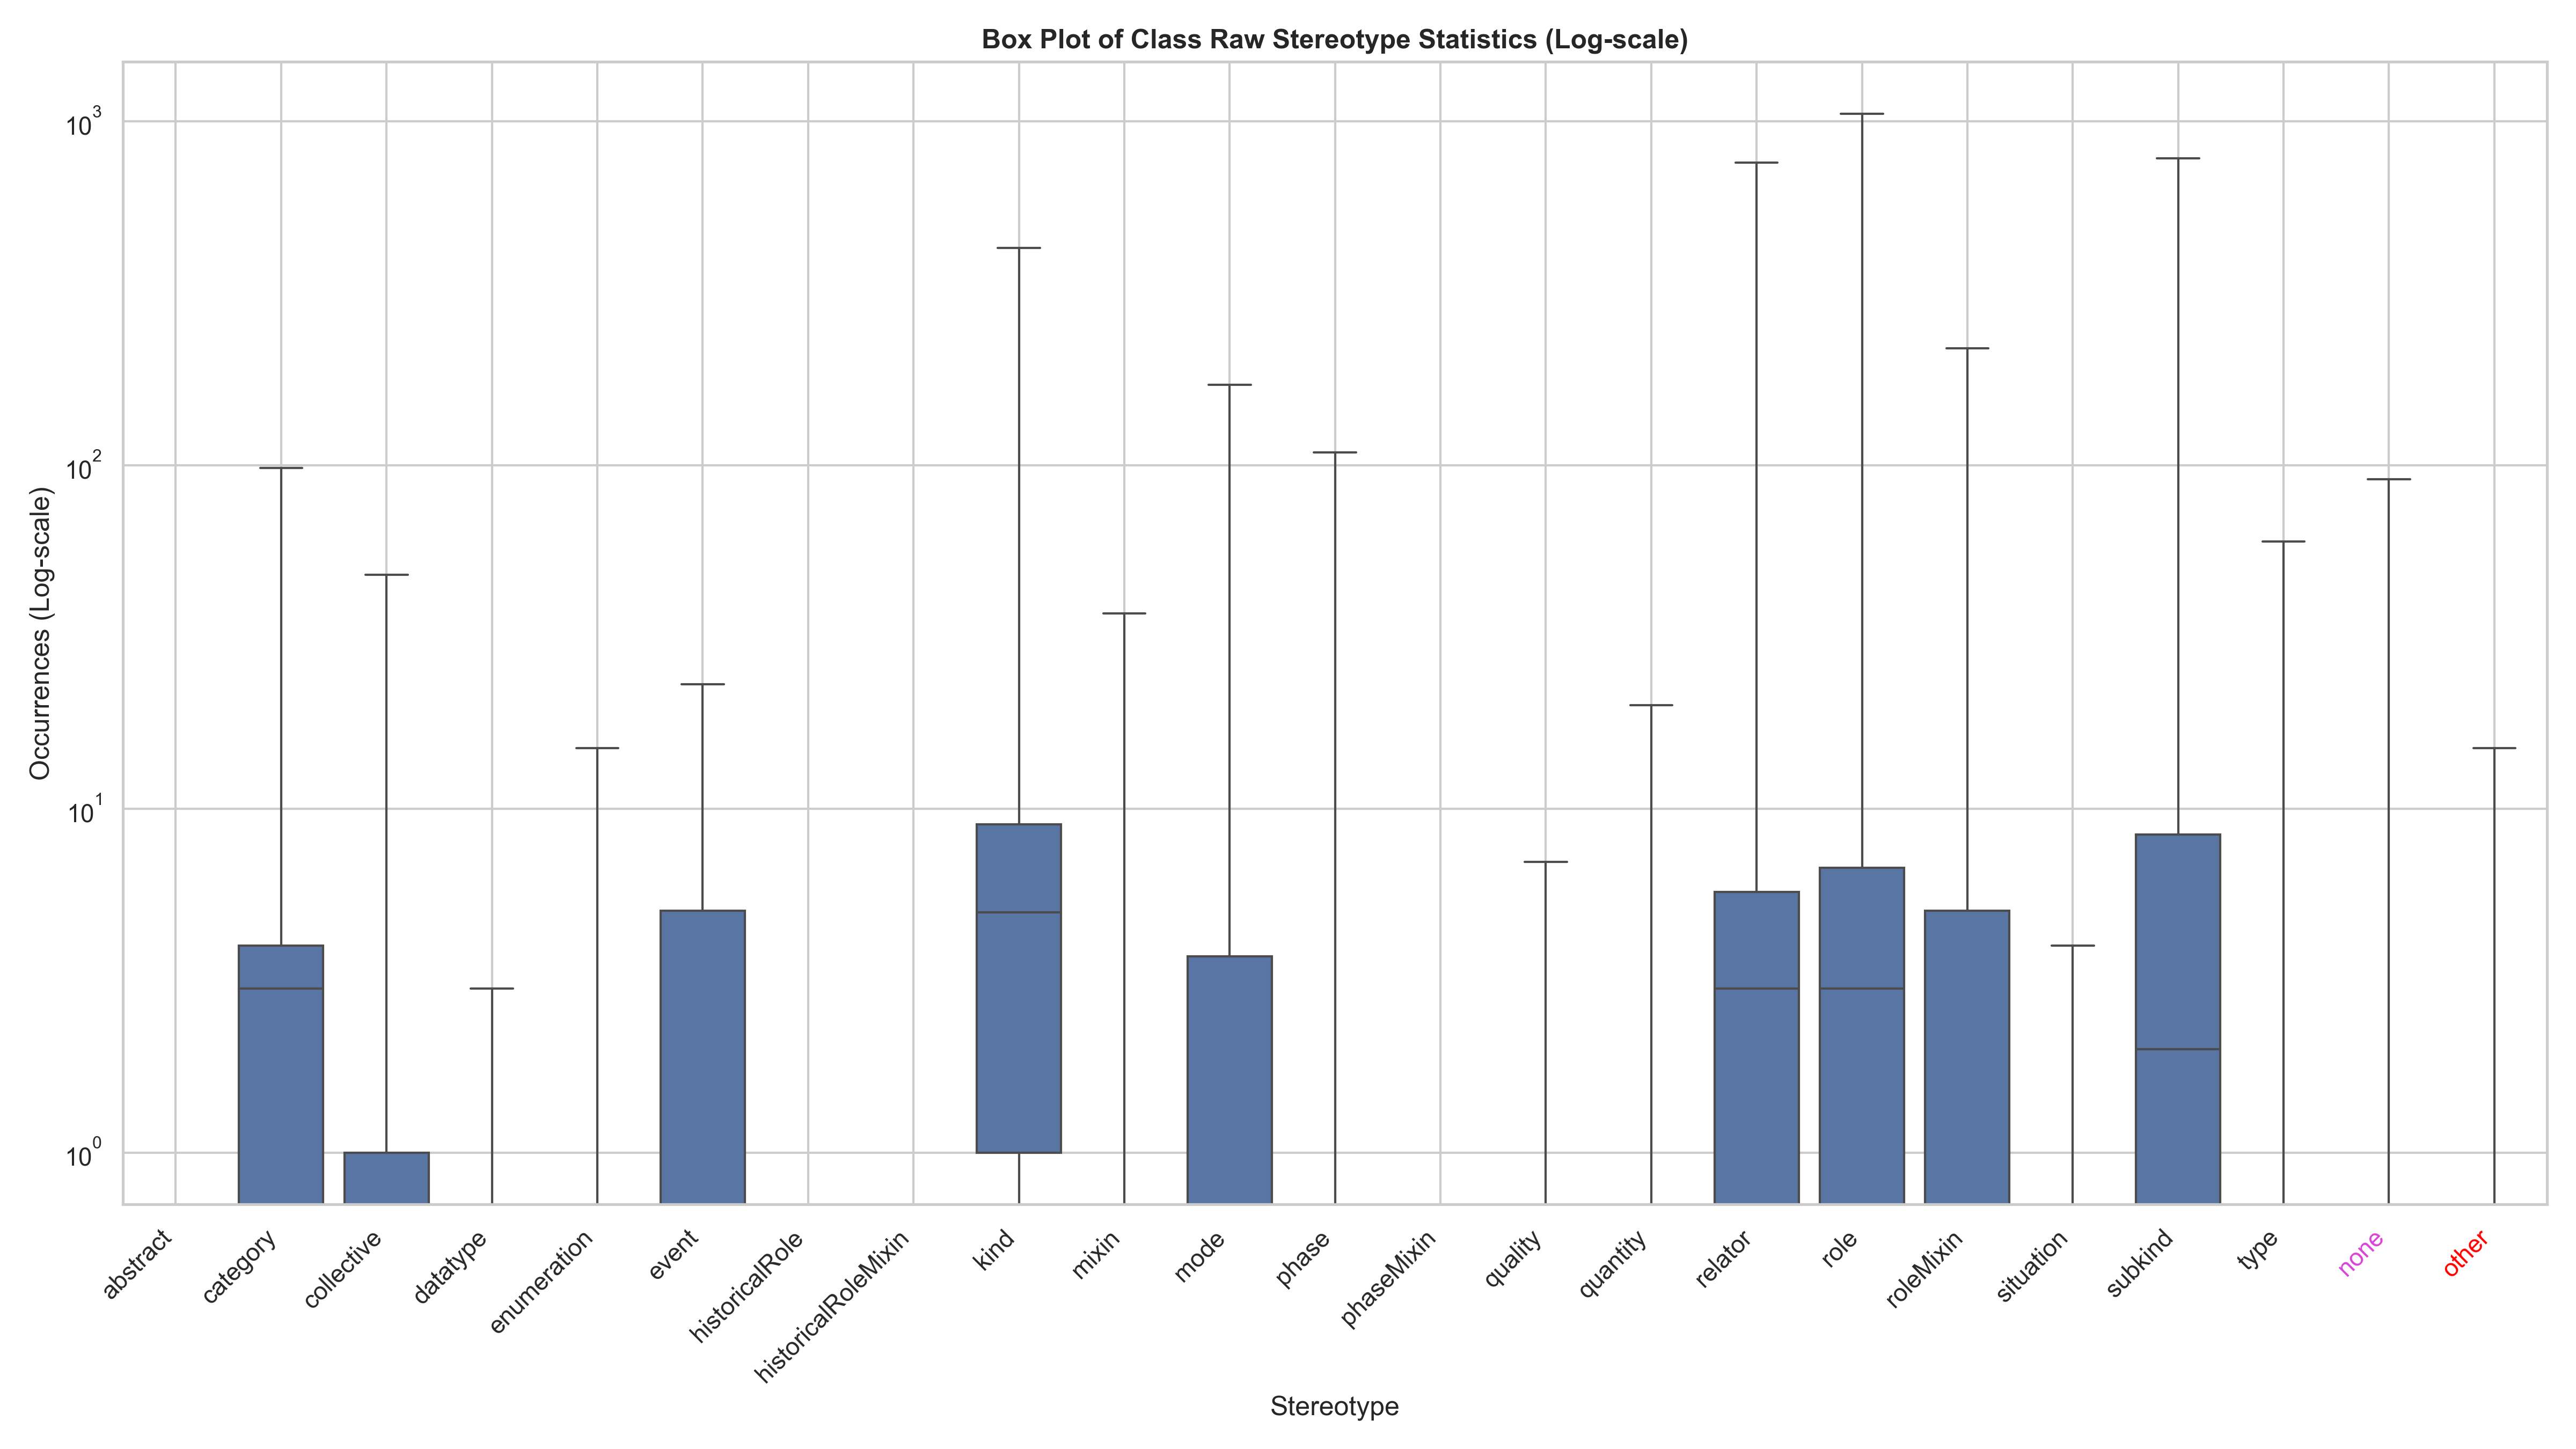 Box Plot of Class Raw Stereotype Statistics (Log-scale)
Occurrences (Log-scale)
10³
10²
10¹
10⁰
abstract
category
collective
datatype
enumeration
event
historicalRole
historicalRoleMixin
kind
mixin
mode
phase
phaseMixin
quality
quantity
relator
role
roleMixin
situation
subkind
type
none
other
Stereotype